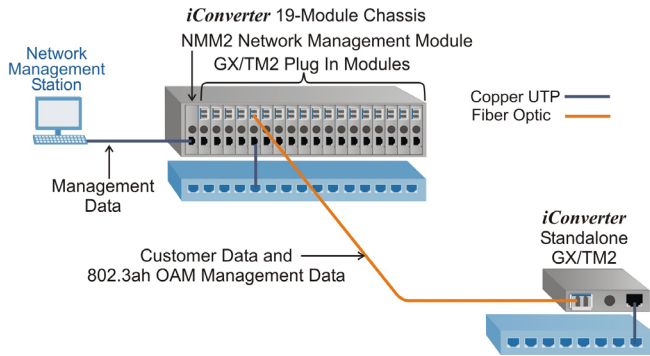 iConverter 19-Module Chassis
NMM2 Network Management Module
GX/TM2 Plug In Modules
Network
Management
Station
Copper UTP
Fiber Optic
Management
Data
iConverter
Standalone
GX/TM2
Customer Data and
802.3ah OAM Management Data